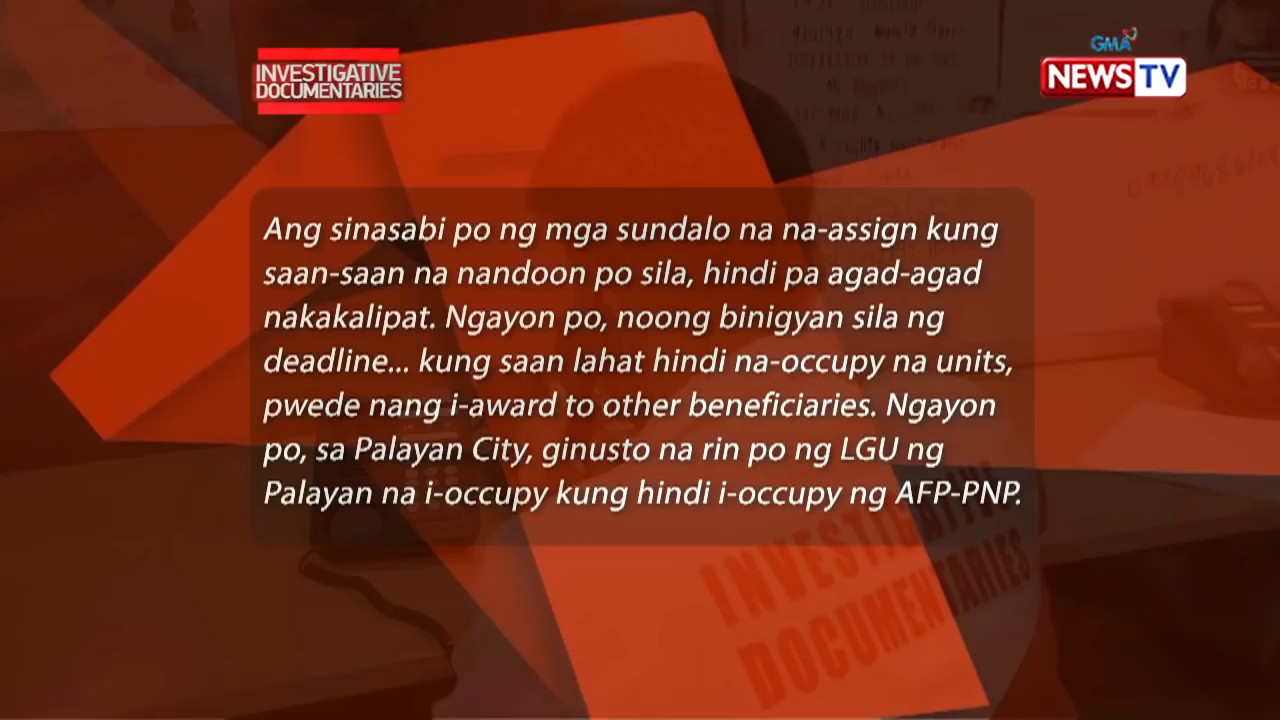 INVESTIGATIVE
DOCUMENTARIES
GMA
NEWS TV
Ang sinasabi po ng mga sundalo na na-assign kung
saan-saan na nandoon po sila, hindi pa agad-agad
nakakalipat. Ngayon po, noong binigyan sila ng
deadline... kung saan lahat hindi na-occupy na units,
pwede nang i-award to other beneficiaries. Ngayon
po, sa Palayan City, ginusto na rin po ng LGU ng
Palayan na i-occupy kung hindi i-occupy ng AFP-PNP.
INVESTIGATIVE
DOCUMENTARIES